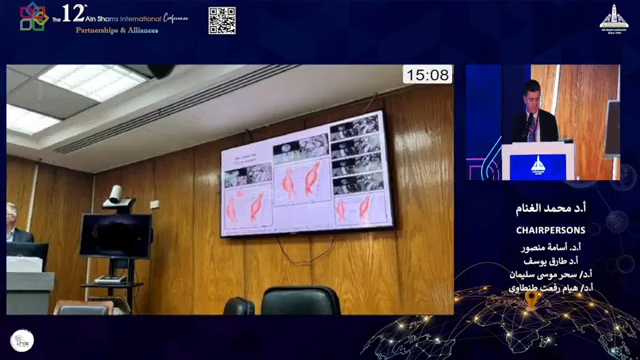 The 12th Ain Shams International Conference
Partnerships & Alliances
15:08
أ.د محمد الغنام
CHAIRPERSONS
أ.د. أسامة منصور
أ.د طارق يوسف
أ.د/ سحر موسى سليمان
أ.د/ هيام رفعت طنطاوي